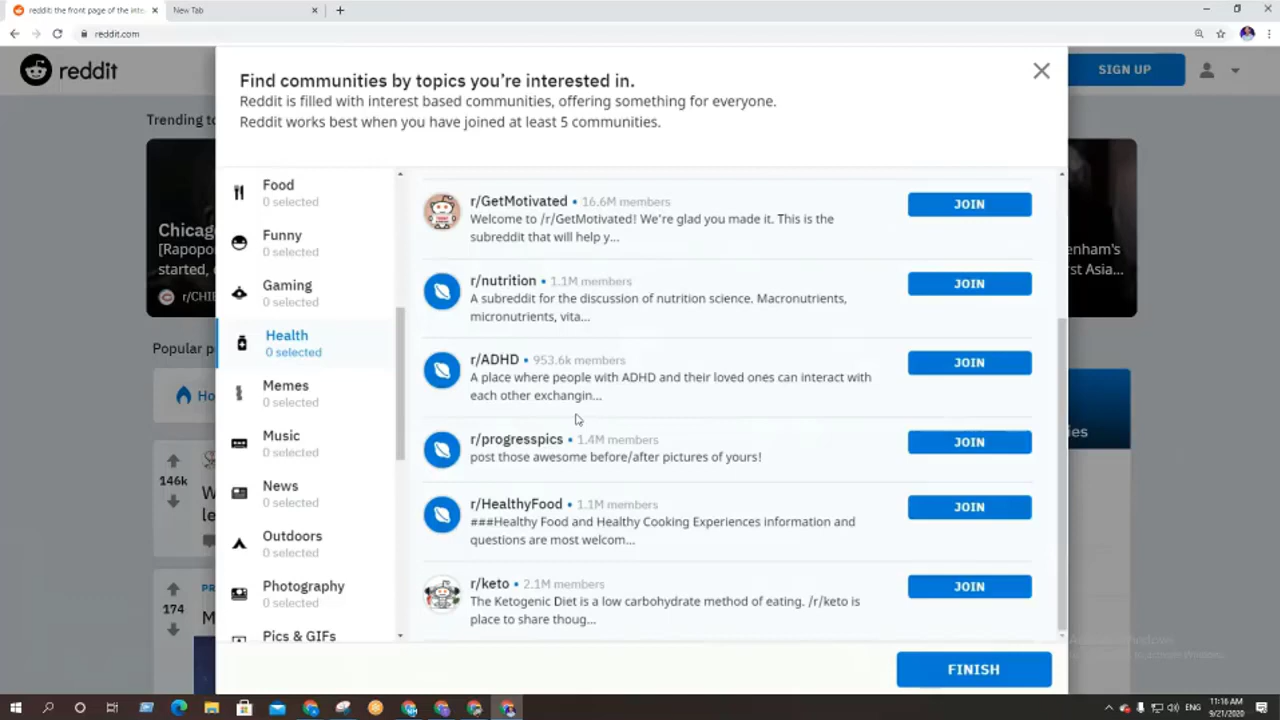 reddit: the front page of the inte
New Tab
reddit.com
reddit
SIGN UP
Find communities by topics you're interested in.
Reddit is filled with interest based communities, offering something for everyone.
Reddit works best when you have joined at least 5 communities.
Trending to
Chicag
[Rapopor
started,
r/CHI
enham's
rst Asia...
Popular p
Ho
ies
146k
W
le
PR
174
M
Food
0 selected
Funny
0 selected
Gaming
0 selected
Health
0 selected
Memes
0 selected
Music
0 selected
News
0 selected
Outdoors
0 selected
Photography
0 selected
Pics & GIFs
r/GetMotivated • 16.6M members
Welcome to /r/GetMotivated! We're glad you made it. This is the
subreddit that will help y...
JOIN
r/nutrition • 1.1M members
A subreddit for the discussion of nutrition science. Macronutrients,
micronutrients, vita...
JOIN
r/ADHD • 953.6k members
A place where people with ADHD and their loved ones can interact with
each other exchangin...
JOIN
r/progresspics • 1.4M members
post those awesome before/after pictures of yours!
JOIN
r/HealthyFood • 1.1M members
###Healthy Food and Healthy Cooking Experiences information and
questions are most welcom...
JOIN
r/keto • 2.1M members
The Ketogenic Diet is a low carbohydrate method of eating. /r/keto is
place to share thoug...
JOIN
FINISH
ENG
11:16 AM
9/21/2020